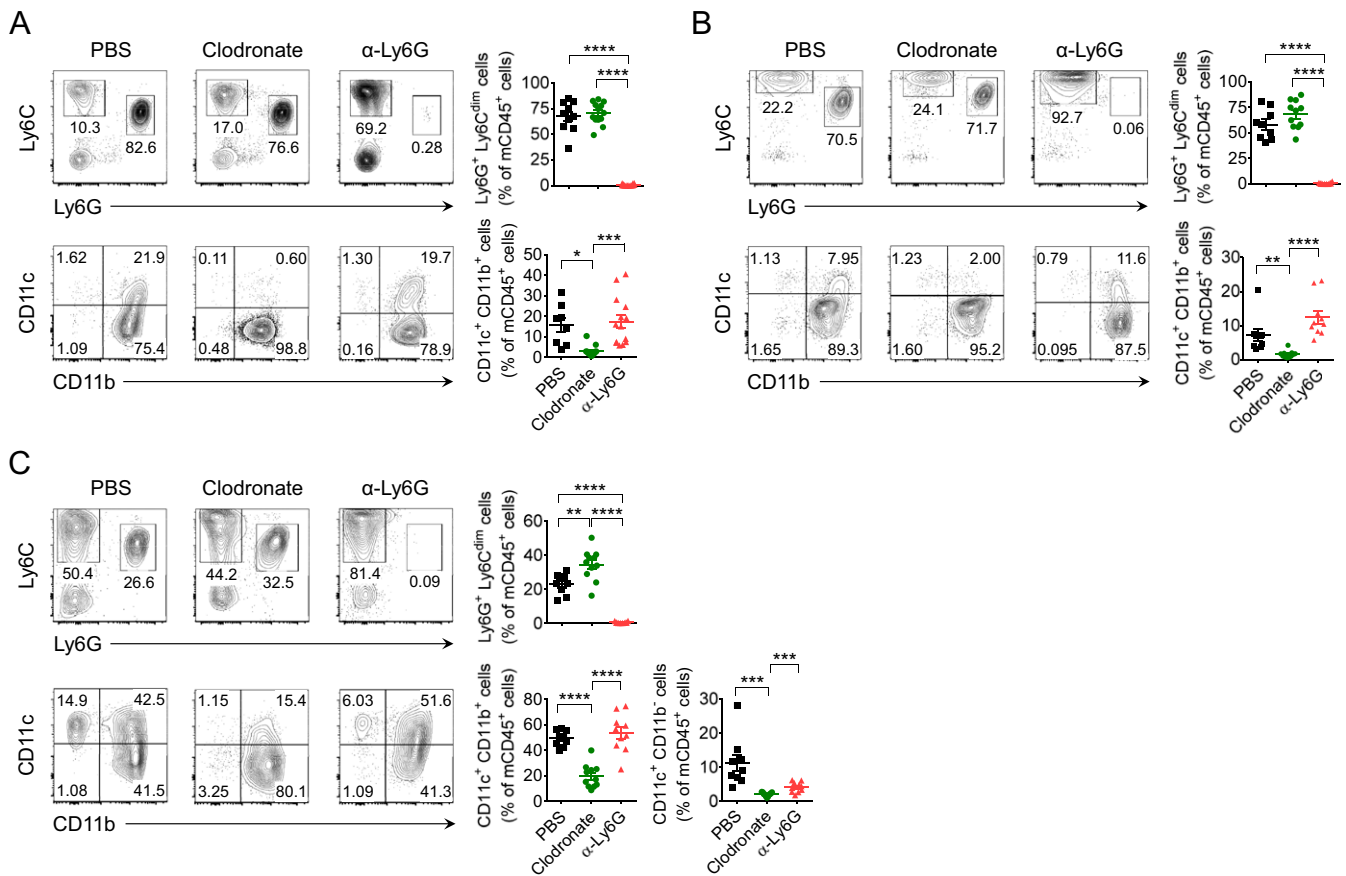 A
PBS
Clodronate
α-Ly6G
Ly6C
10.3
82.6
17.0
76.6
69.2
0.28
Ly6G
Ly6G+ Ly6Cdim cells
(% of mCD45+ cells)
100
75
50
25
0
****
****
CD11c
1.62
21.9
1.09
75.4
0.11
0.60
0.48
98.8
1.30
19.7
0.16
78.9
CD11b
CD11c+ CD11b+ cells
(% of mCD45+ cells)
50
40
30
20
10
0
*
***
PBS
Clodronate
α-Ly6G
B
PBS
Clodronate
α-Ly6G
Ly6C
22.2
70.5
24.1
71.7
92.7
0.06
Ly6G
Ly6G+ Ly6Cdim cells
(% of mCD45+ cells)
100
75
50
25
0
****
****
CD11c
1.13
7.95
1.65
89.3
1.23
2.00
1.60
95.2
0.79
11.6
0.095
87.5
CD11b
CD11c+ CD11b+ cells
(% of mCD45+ cells)
30
20
10
0
**
****
PBS
Clodronate
α-Ly6G
C
PBS
Clodronate
α-Ly6G
Ly6C
50.4
26.6
44.2
32.5
81.4
0.09
Ly6G
Ly6G+ Ly6Cdim cells
(% of mCD45+ cells)
60
40
20
0
****
**
****
CD11c
14.9
42.5
1.08
41.5
1.15
15.4
3.25
80.1
6.03
51.6
1.09
41.3
CD11b
CD11c+ CD11b+ cells
(% of mCD45+ cells)
80
60
40
20
0
****
****
PBS
Clodronate
α-Ly6G
CD11c+ CD11b- cells
(% of mCD45+ cells)
30
20
10
0
***
***
PBS
Clodronate
α-Ly6G